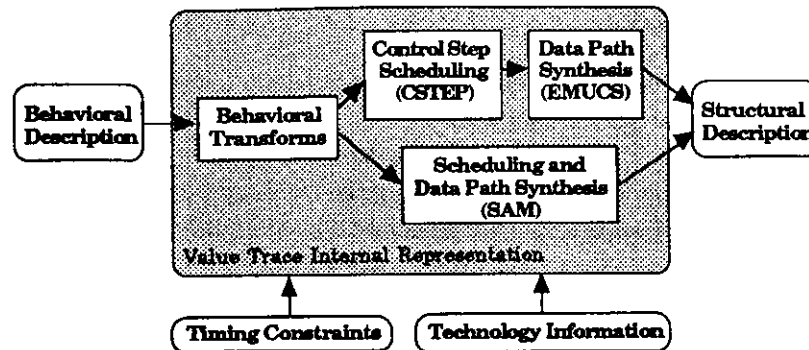 Behavioral
Description
Behavioral
Transforms
Control Step
Scheduling
(CSTEP)
Data Path
Synthesis
(EMUCS)
Scheduling and
Data Path Synthesis
(SAM)
Structural
Description
Value Trace Internal Representation
Timing Constraints
Technology Information